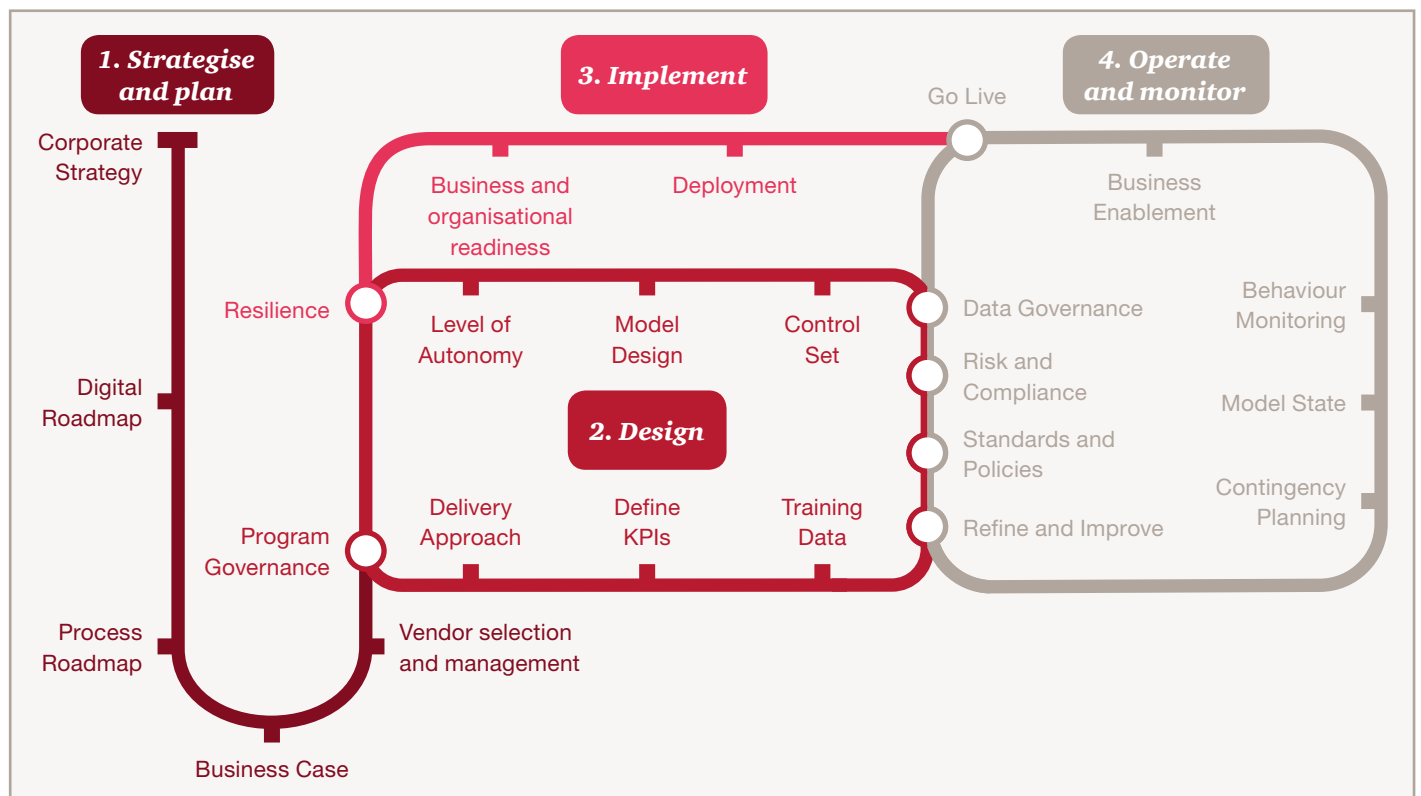 1. Strategise
and plan
Corporate
Strategy
Digital
Roadmap
Process
Roadmap
Business Case
Vendor selection
and management
Program
Governance
2. Design
Level of
Autonomy
Model
Design
Control
Set
Delivery
Approach
Define
KPIs
Training
Data
3. Implement
Resilience
Business and
organisational
readiness
Deployment
Go Live
4. Operate
and monitor
Business
Enablement
Behaviour
Monitoring
Model State
Contingency
Planning
Data Governance
Risk and
Compliance
Standards and
Policies
Refine and Improve